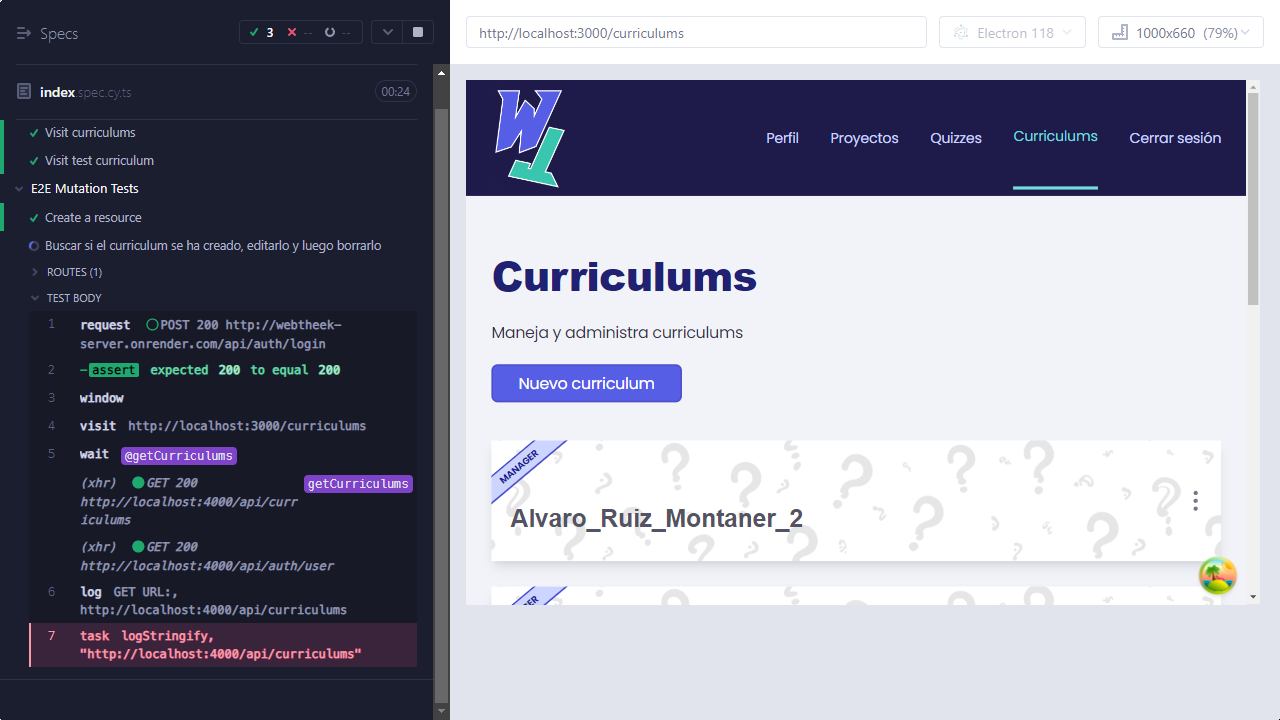 Specs
3
--
--
http://localhost:3000/curriculums
Electron 118
1000x660 (79%)
index.spec.cy.ts
00:24
Visit curriculums
Visit test curriculum
E2E Mutation Tests
Create a resource
Buscar si el curriculum se ha creado, editarlo y luego borrarlo
ROUTES (1)
TEST BODY
1 request POST 200 http://webtheek-
server.onrender.com/api/auth/login
2 -assert expected 200 to equal 200
3 window
4 visit http://localhost:3000/curriculums
5 wait @getCurriculums
(xhr) GET 200 getCurriculums
http://localhost:4000/api/curr
iculums
(xhr) GET 200
http://localhost:4000/api/auth/user
6 log GET URL:,
http://localhost:4000/api/curriculums
7 task logStringify,
"http://localhost:4000/api/curriculums"
WT
Perfil
Proyectos
Quizzes
Curriculums
Cerrar sesión
Curriculums
Maneja y administra curriculums
Nuevo curriculum
MANAGER
Alvaro_Ruiz_Montaner_2